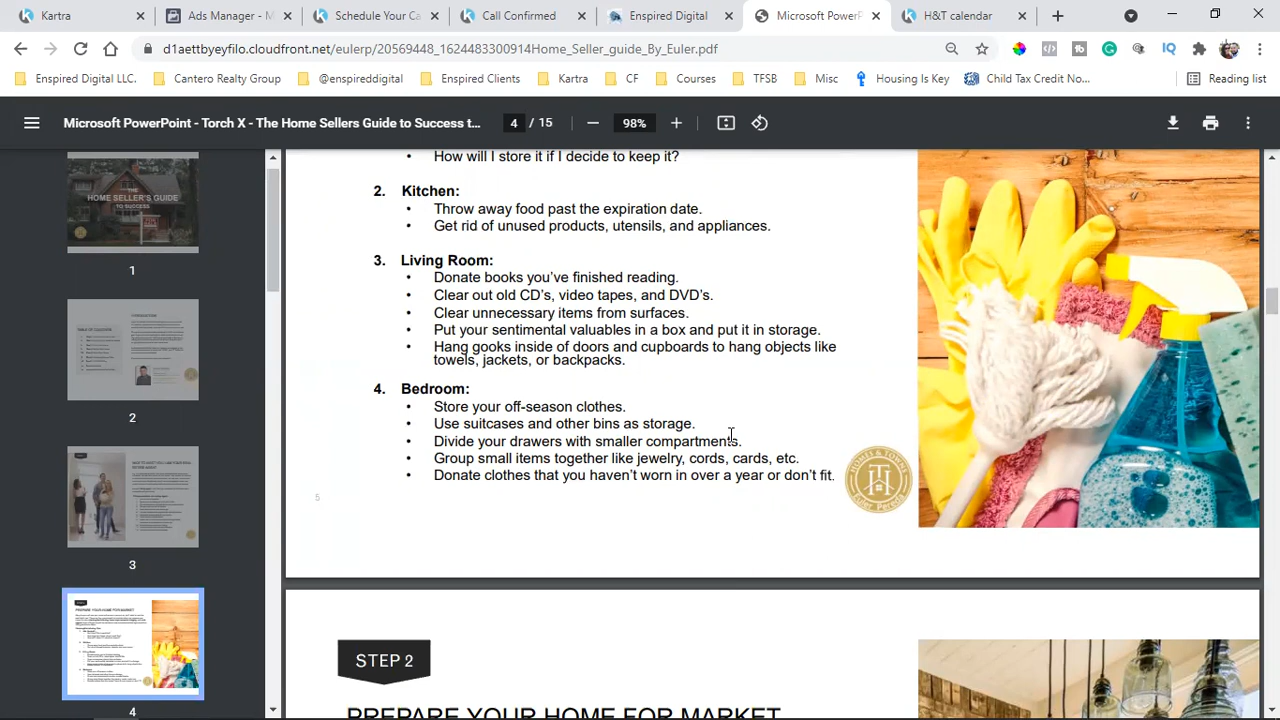 Kartra
Ads Manager - M
Schedule Your Ca
Call Confirmed
Enspired Digital
Microsoft PowerP
H&T calendar
d1aettbyefilo.cloudfront.net/eulerp/20569448_1624483300914Home_Seller_guide_By_Euler.pdf
Enspired Digital LLC.
Cantero Realty Group
@enspireddigital
Enspired Clients
Kartra
CF
Courses
TFSB
Misc
Housing Is Key
Child Tax Credit No...
Reading list
Microsoft PowerPoint - Torch X - The Home Sellers Guide to Success t...
4 / 15
98%
THE
HOME SELLER'S GUIDE
TO SUCCESS
1
2
3
4
• How will I store it if I decide to keep it?
2. Kitchen:
• Throw away food past the expiration date.
• Get rid of unused products, utensils, and appliances.
3. Living Room:
• Donate books you've finished reading.
• Clear out old CD's, video tapes, and DVD's.
• Clear unnecessary items from surfaces.
• Put your sentimental valuables in a box and put it in storage.
• Hang gooks inside of doors and cupboards to hang objects like
towels, jackets, or backpacks.
4. Bedroom:
• Store your off-season clothes.
• Use suitcases and other bins as storage.
• Divide your drawers with smaller compartments.
• Group small items together like jewelry, cords, cards, etc.
• Donate clothes that you haven't worn in over a year or don't fit.
5
STEP 2
PREPARE YOUR HOME FOR MARKET